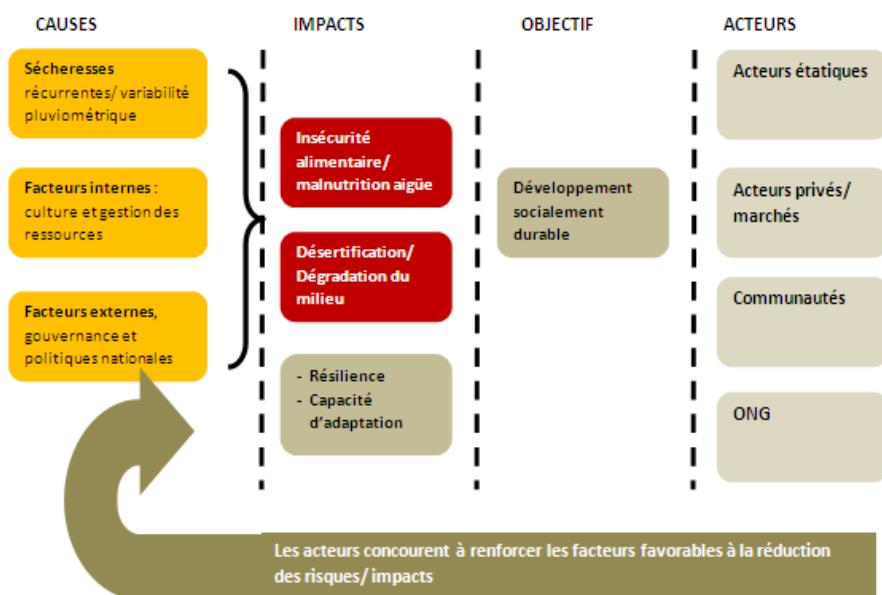 CAUSES
IMPACTS
OBJECTIF
ACTEURS
Sécheresses
récurrentes/ variabilité
pluviométrique
Facteurs internes :
culture et gestion des
ressources
Facteurs externes,
gouvernance et
politiques nationales
Insécurité
alimentaire/
malnutrition aigüe
Désertification/
Dégradation du
milieu
- Résilience
- Capacité
d'adaptation
Développement
socialement
durable
Acteurs étatiques
Acteurs privés/
marchés
Communautés
ONG
Les acteurs concourent à renforcer les facteurs favorables à la réduction
des risques/ impacts